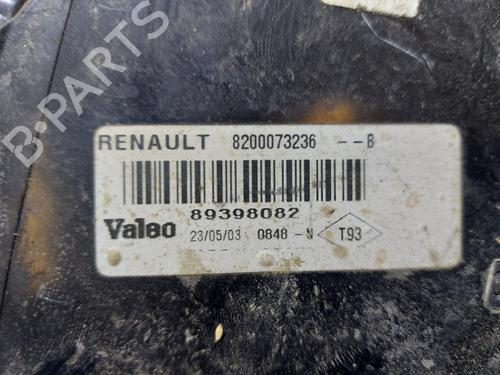 B-PARTS
RENAULT 8200073236 --B
89398082
Valeo 23/05/03 0848-N T93